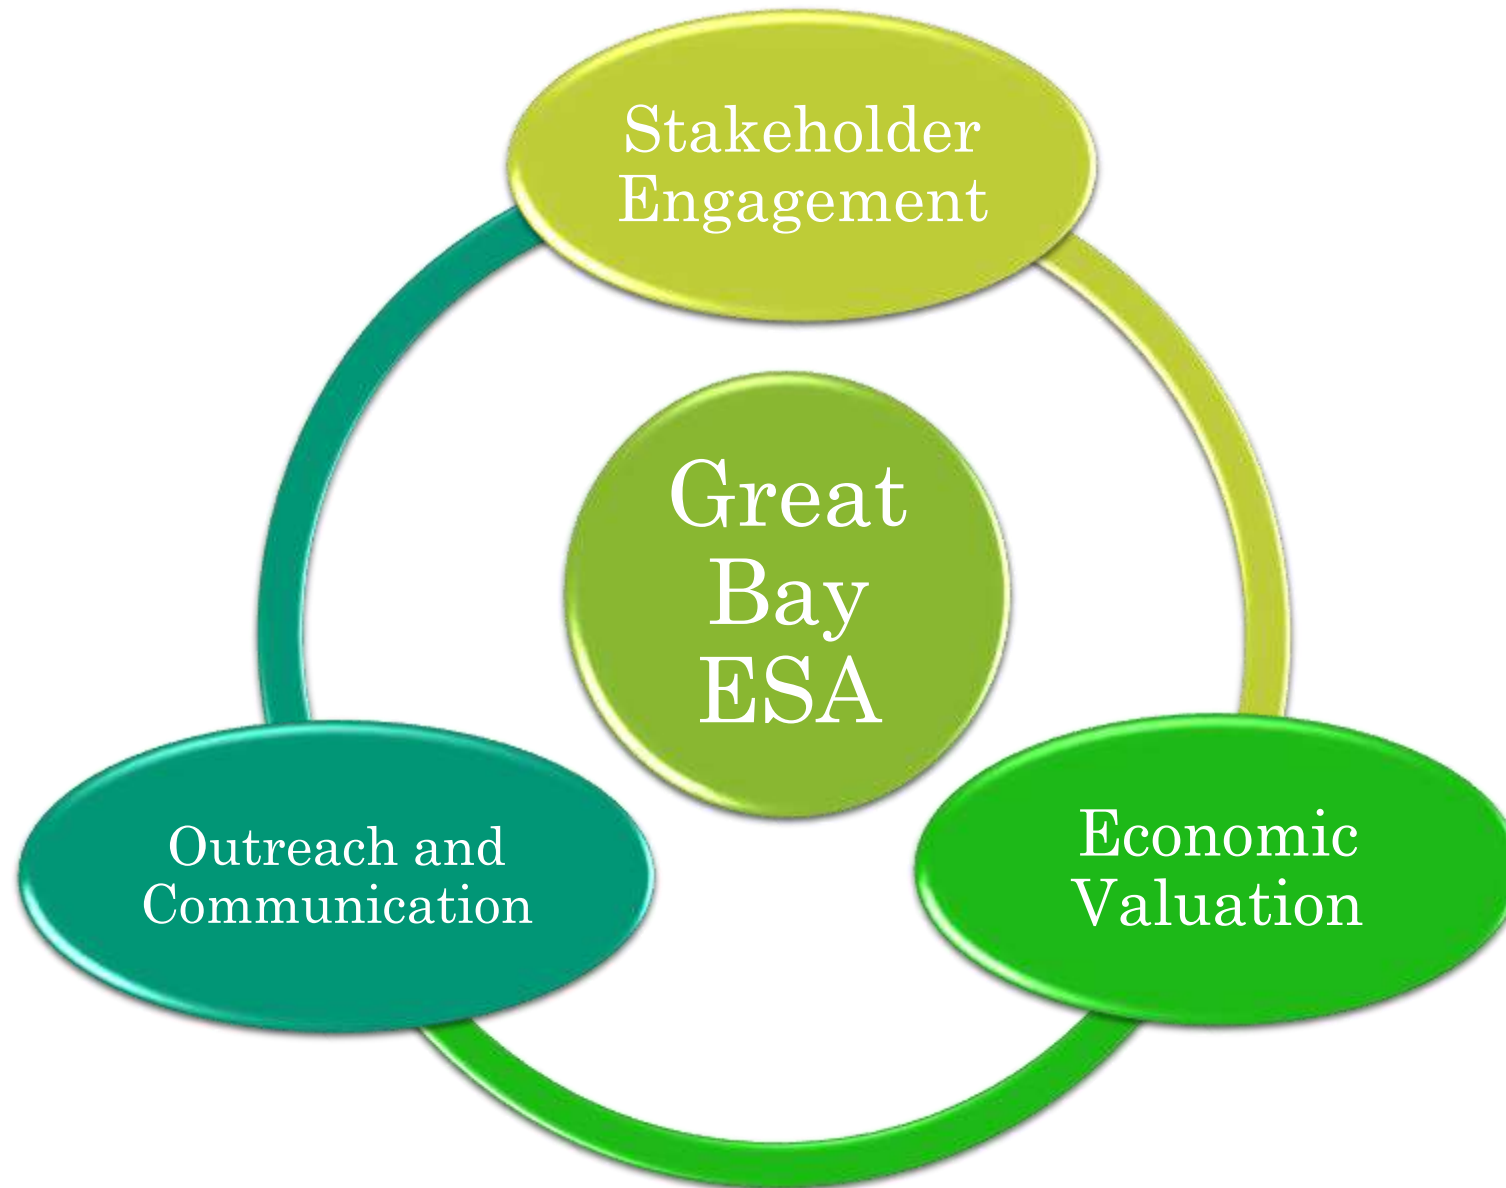 Stakeholder
Engagement
Great
Bay
ESA
Outreach and
Communication
Economic
Valuation